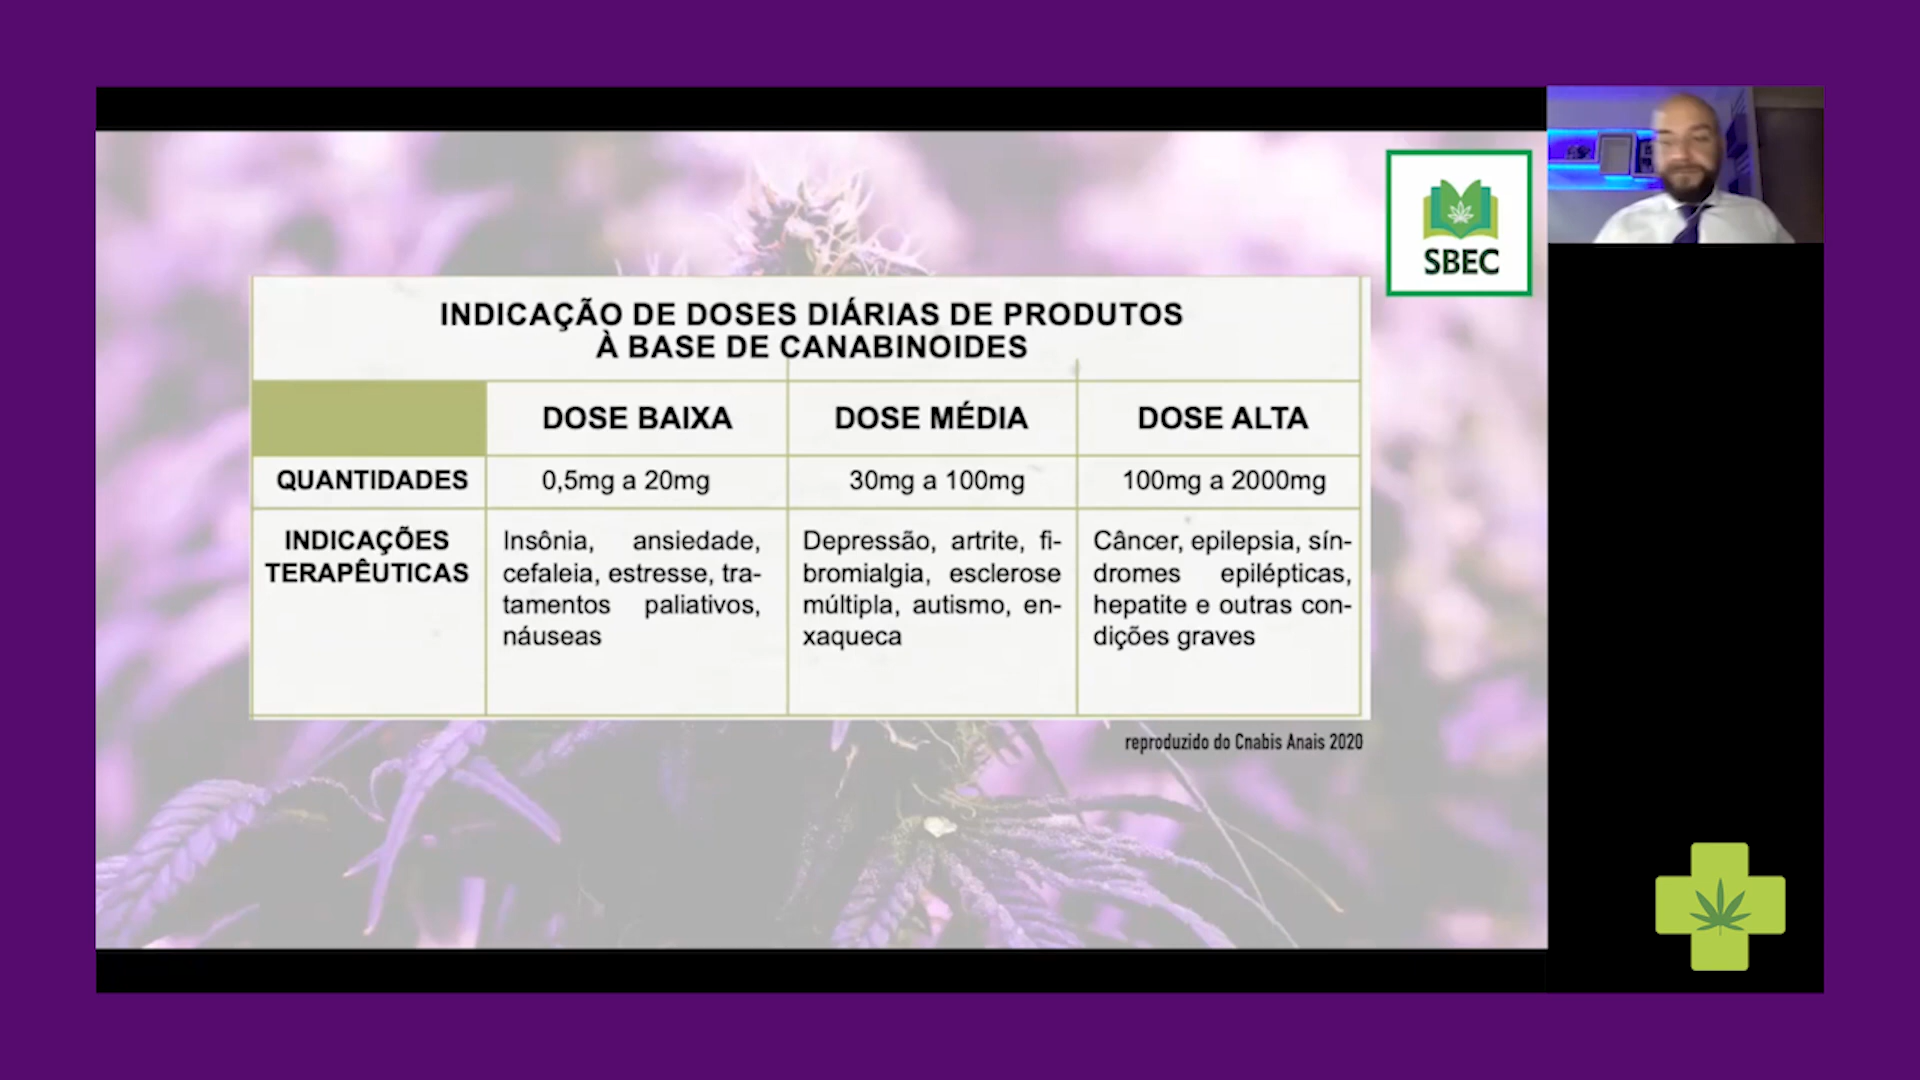 SBEC
INDICAÇÃO DE DOSES DIÁRIAS DE PRODUTOS
À BASE DE CANABINOIDES
DOSE BAIXA DOSE MÉDIA DOSE ALTA
QUANTIDADES 0,5mg a 20mg 30mg a 100mg 100mg a 2000mg
INDICAÇÕES
TERAPÊUTICAS
Insônia, ansiedade,
cefaleia, estresse, tra-
tamentos paliativos,
náuseas
Depressão, artrite, fi-
bromialgia, esclerose
múltipla, autismo, en-
xaqueca
Câncer, epilepsia, sín-
dromes epilépticas,
hepatite e outras con-
dições graves
reproduzido do Cnabis Anais 2020